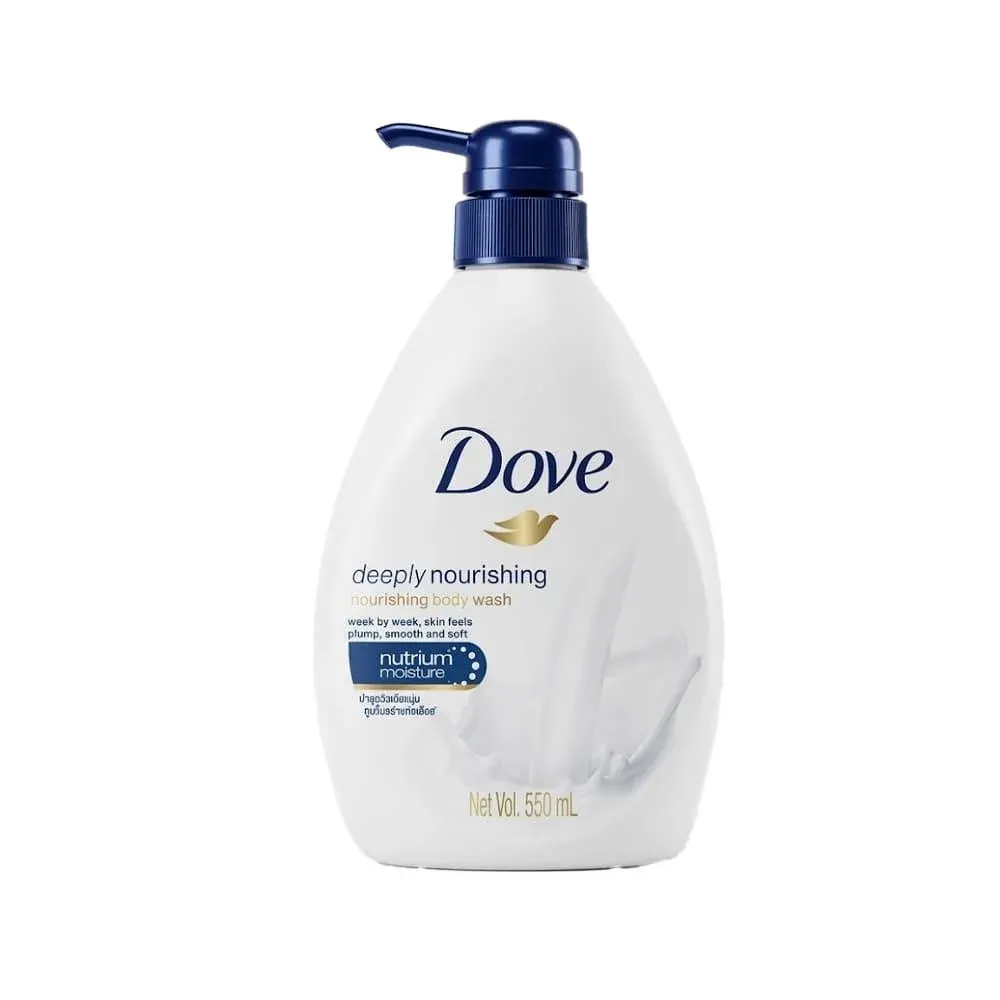 Dove
deeply nourishing
nourishing body wash
week by week, skin feels
plump, smooth and soft
nutrium
moisture
Net Vol. 550 mL